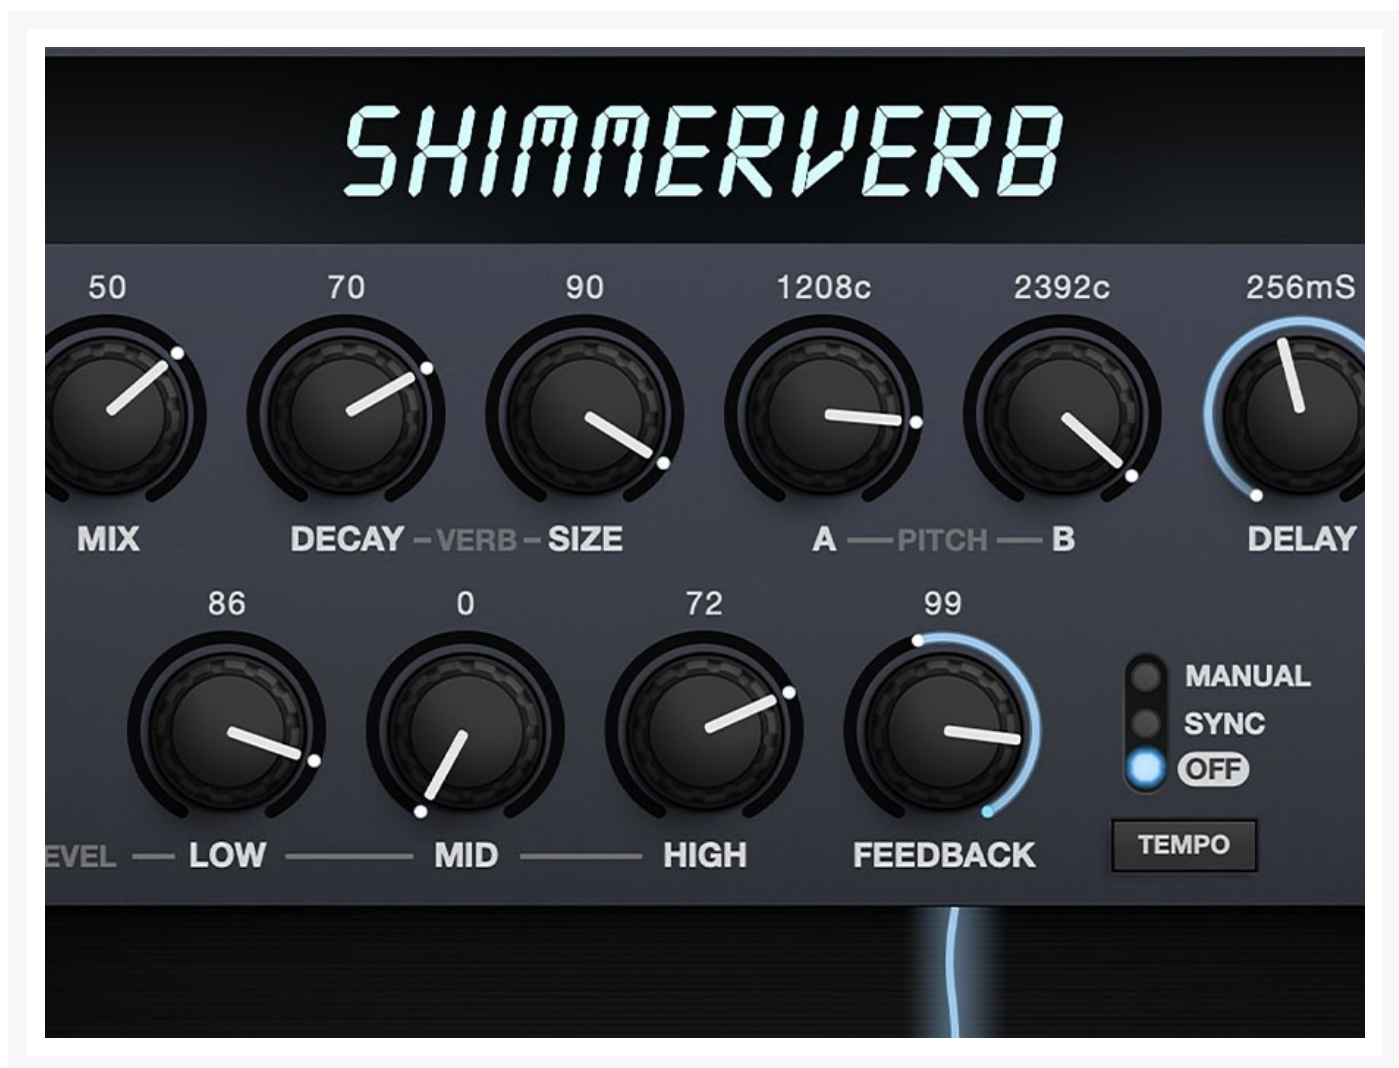 SHIMMERVERB
50 70 90 1208c 2392c 256mS
MIX DECAY VERB SIZE A PITCH B DELAY
86 0 72 99
MANUAL
SYNC
OFF
TEMPO
EVEL LOW MID HIGH FEEDBACK